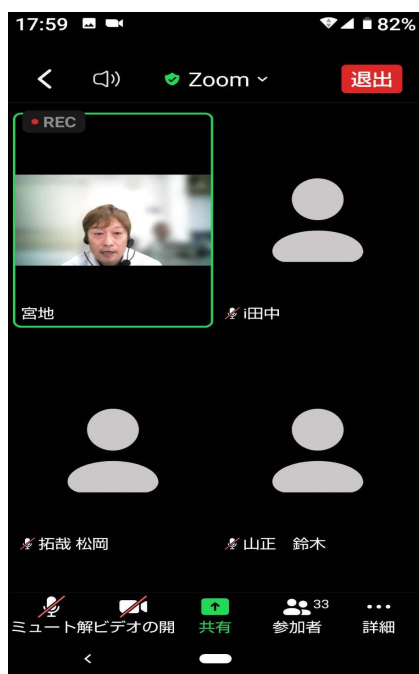 17:59 82%
Zoom 退出
REC
宮地
i田中
拓哉 松岡
山正　鈴木
33
ミュート解 ビデオの開 共有 参加者 詳細